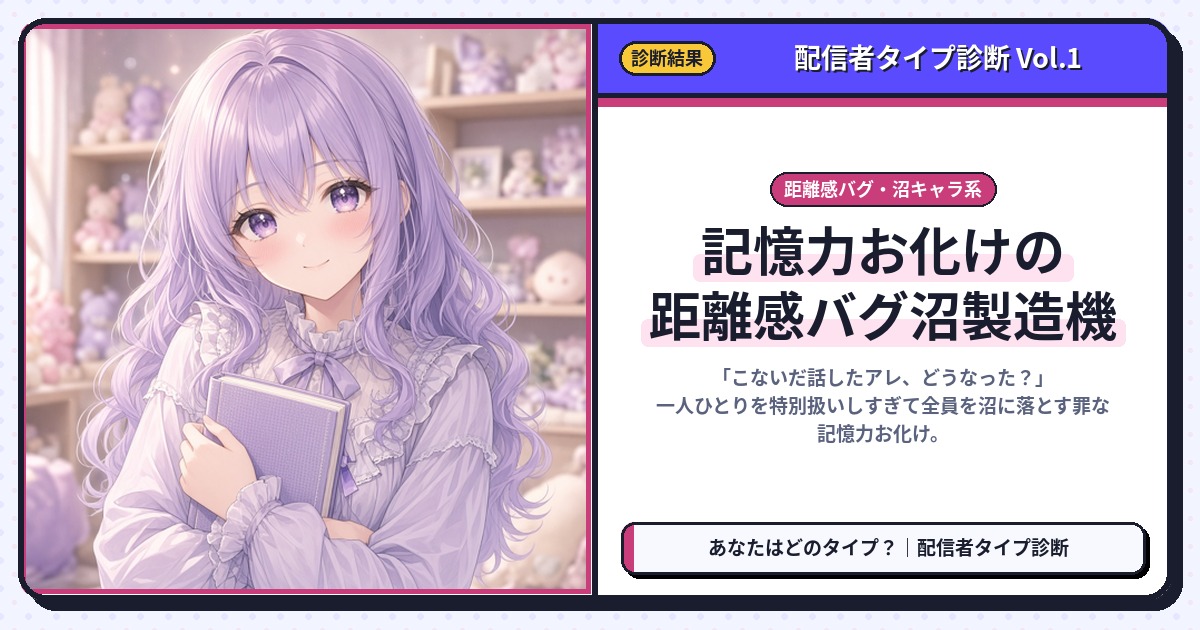 診断結果
配信者タイプ診断 Vol.1
距離感バグ・沼キャラ系
記憶力お化けの
距離感バグ沼製造機
「こないだ話したアレ、どうなった？」
一人ひとりを特別扱いしすぎて全員を沼に落とす罪な
記憶力お化け。
あなたはどのタイプ？｜配信者タイプ診断